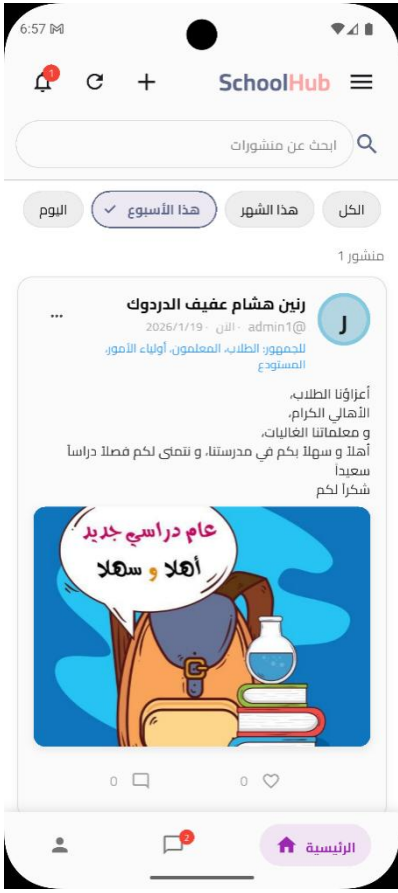 6:57
1
SchoolHub
ابحث عن منشورات
الكل
هذا الشهر
هذا الأسبوع
اليوم
منشور 1
رنين هشام عفيف الدردوك
@admin1 · الآن · 2026/1/19
للجمهور: الطلاب، المعلمون، أولياء الأمور،
المستودع
ر
أعزاؤنا الطلاب،
الأهالي الكرام،
و معلماتنا الغاليات،
أهلاً و سهلاً بكم في مدرستنا، و نتمنى لكم فصلاً دراساً
سعيداً
شكراً لكم
عام دراسي جديد
أهلا و سهلا
0
0
الرئيسية
2